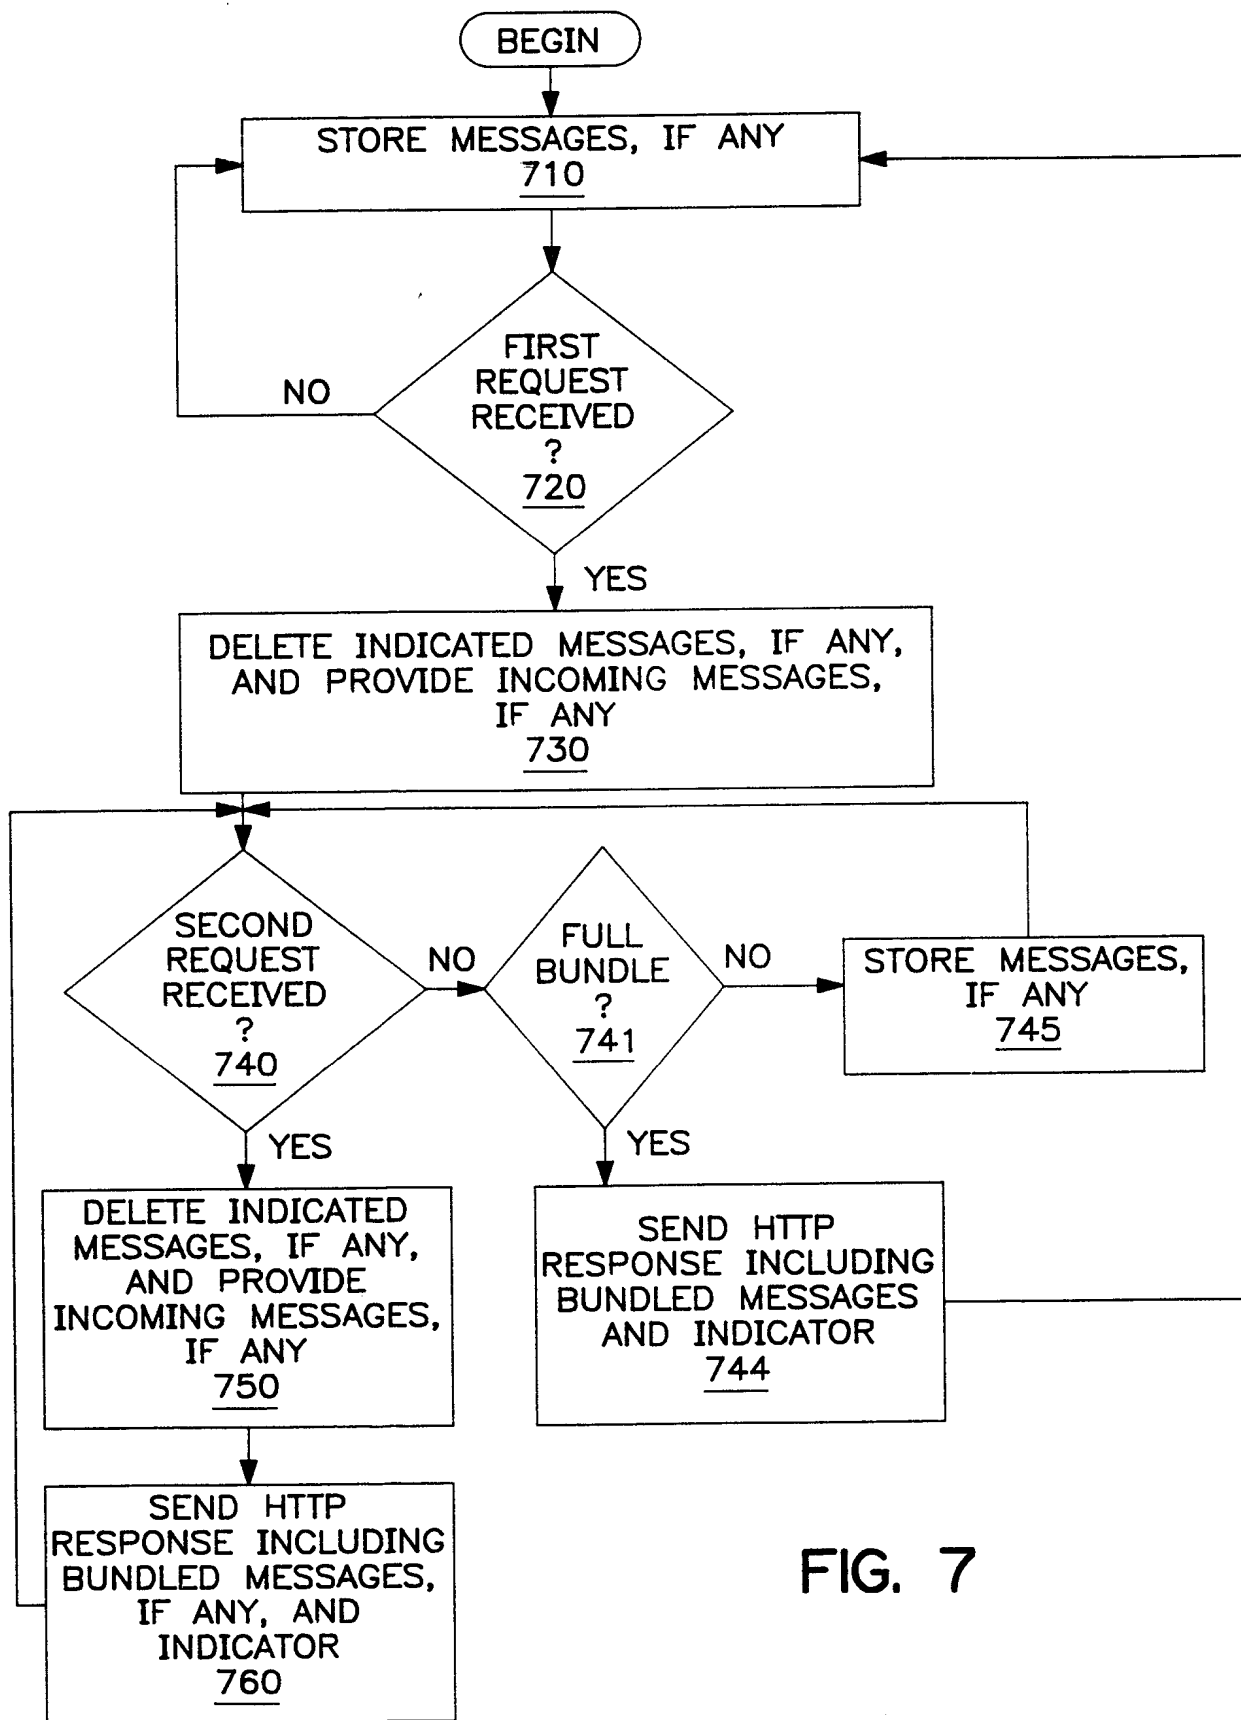 BEGIN
STORE MESSAGES, IF ANY
710
FIRST
REQUEST
RECEIVED
?
720
NO
YES
DELETE INDICATED MESSAGES, IF ANY,
AND PROVIDE INCOMING MESSAGES,
IF ANY
730
SECOND
REQUEST
RECEIVED
?
740
NO
FULL
BUNDLE
?
741
NO
STORE MESSAGES,
IF ANY
745
YES
YES
DELETE INDICATED
MESSAGES, IF ANY,
AND PROVIDE
INCOMING MESSAGES,
IF ANY
750
SEND HTTP
RESPONSE INCLUDING
BUNDLED MESSAGES
AND INDICATOR
744
SEND HTTP
RESPONSE INCLUDING
BUNDLED MESSAGES,
IF ANY, AND
INDICATOR
760
FIG. 7